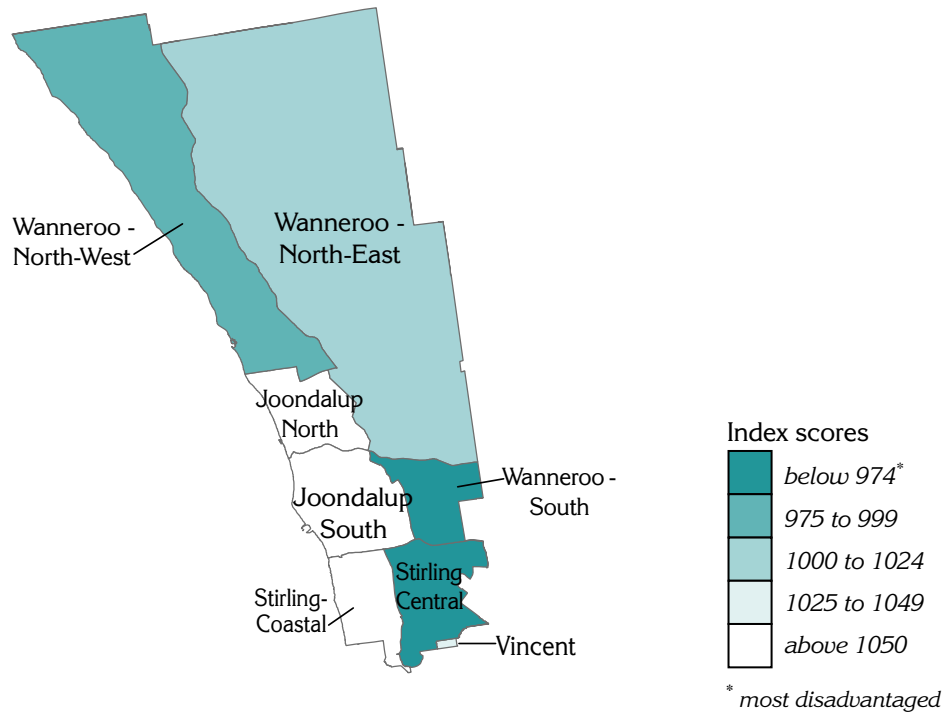 Wanneroo -
North-West
Wanneroo -
North-East
Joondalup
North
Joondalup
South
Wanneroo -
South
Stirling
Central
Stirling-
Coastal
Vincent
Index scores
below 974*
975 to 999
1000 to 1024
1025 to 1049
above 1050
* most disadvantaged